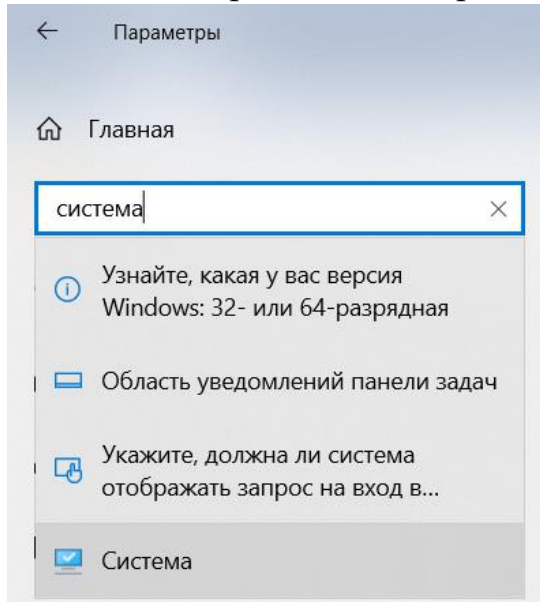 Параметры
Главная
система
Узнайте, какая у вас версия
Windows: 32- или 64-разрядная
Область уведомлений панели задач
Укажите, должна ли система
отображать запрос на вход в...
Система